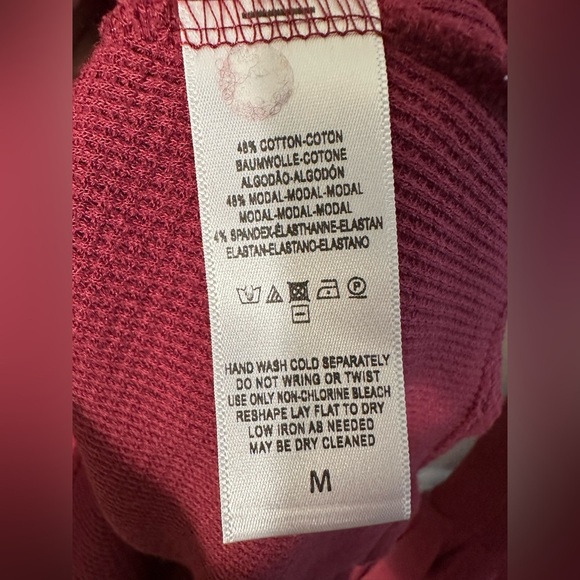 48% COTTON-COTON
BAUMWOLLE-COTONE
ALGODÃO-ALGODÓN
48% MODAL-MODAL-MODAL
MODAL-MODAL-MODAL
4% SPANDEX-ÉLASTHANNE-ELASTAN
ELASTAN-ELASTANO-ELASTANO
P
HAND WASH COLD SEPARATELY
DO NOT WRING OR TWIST
USE ONLY NON-CHLORINE BLEACH
RESHAPE LAY FLAT TO DRY
LOW IRON AS NEEDED
MAY BE DRY CLEANED
M